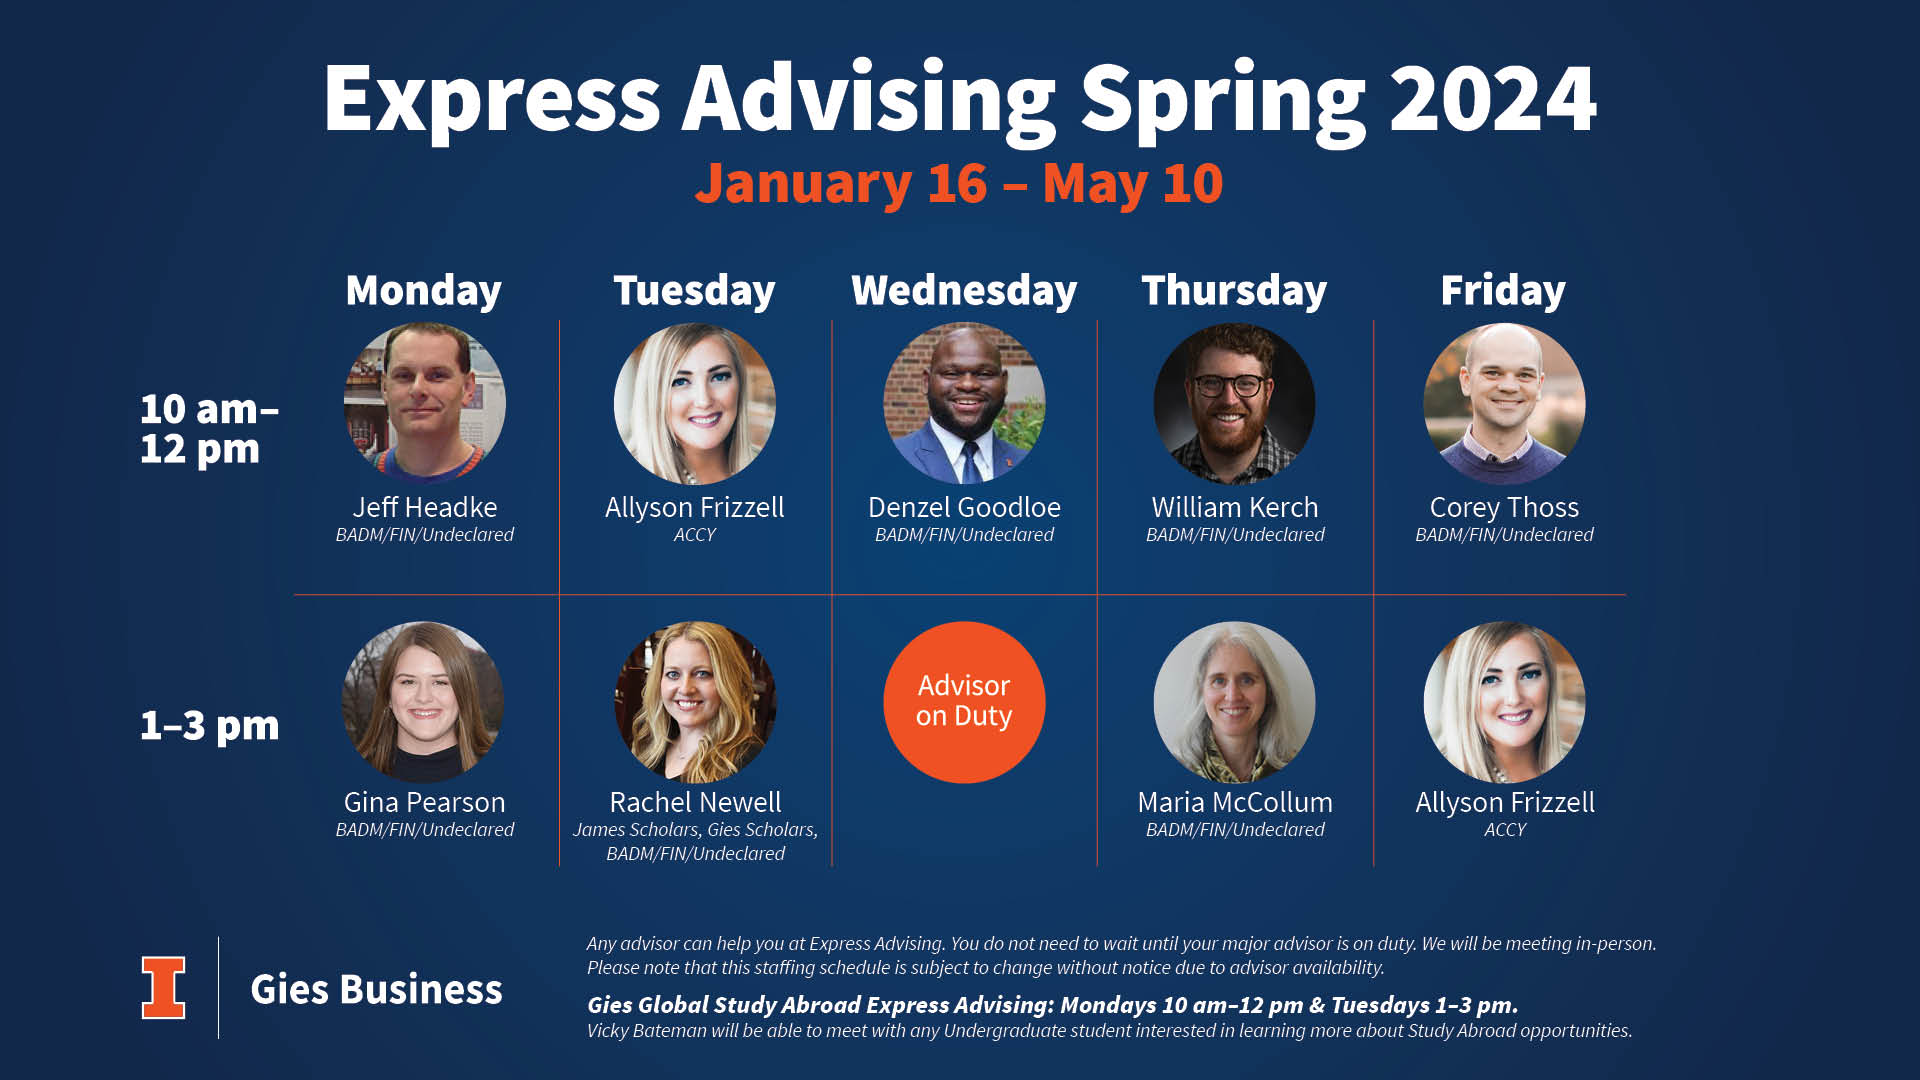 Express Advising Spring 2024
January 16 – May 10
Monday
Tuesday
Wednesday
Thursday
Friday
10 am–
12 pm
Jeff Headke
BADM/FIN/Undeclared
Allyson Frizzell
ACCY
Denzel Goodloe
BADM/FIN/Undeclared
William Kerch
BADM/FIN/Undeclared
Corey Thoss
BADM/FIN/Undeclared
1–3 pm
Gina Pearson
BADM/FIN/Undeclared
Rachel Newell
James Scholars, Gies Scholars,
BADM/FIN/Undeclared
Advisor
on Duty
Maria McCollum
BADM/FIN/Undeclared
Allyson Frizzell
ACCY
I
Gies Business
Any advisor can help you at Express Advising. You do not need to wait until your major advisor is on duty. We will be meeting in-person.
Please note that this staffing schedule is subject to change without notice due to advisor availability.
Gies Global Study Abroad Express Advising: Mondays 10 am–12 pm & Tuesdays 1–3 pm.
Vicky Bateman will be able to meet with any Undergraduate student interested in learning more about Study Abroad opportunities.